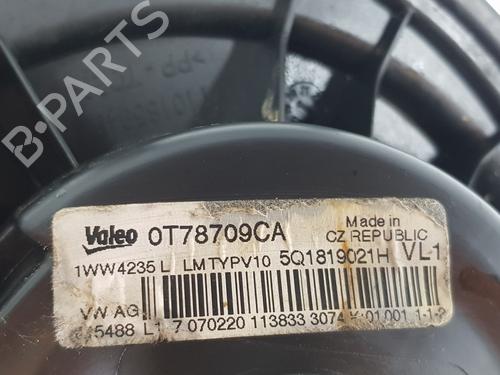 B-PARTS
Valeo 0T78709CA Made in
CZ REPUBLIC
1WW4235 L LMTYPV10 5Q1819021H VL1
VW AG
5488 L1 7 070220 113833 3074 01 001 1-1-2